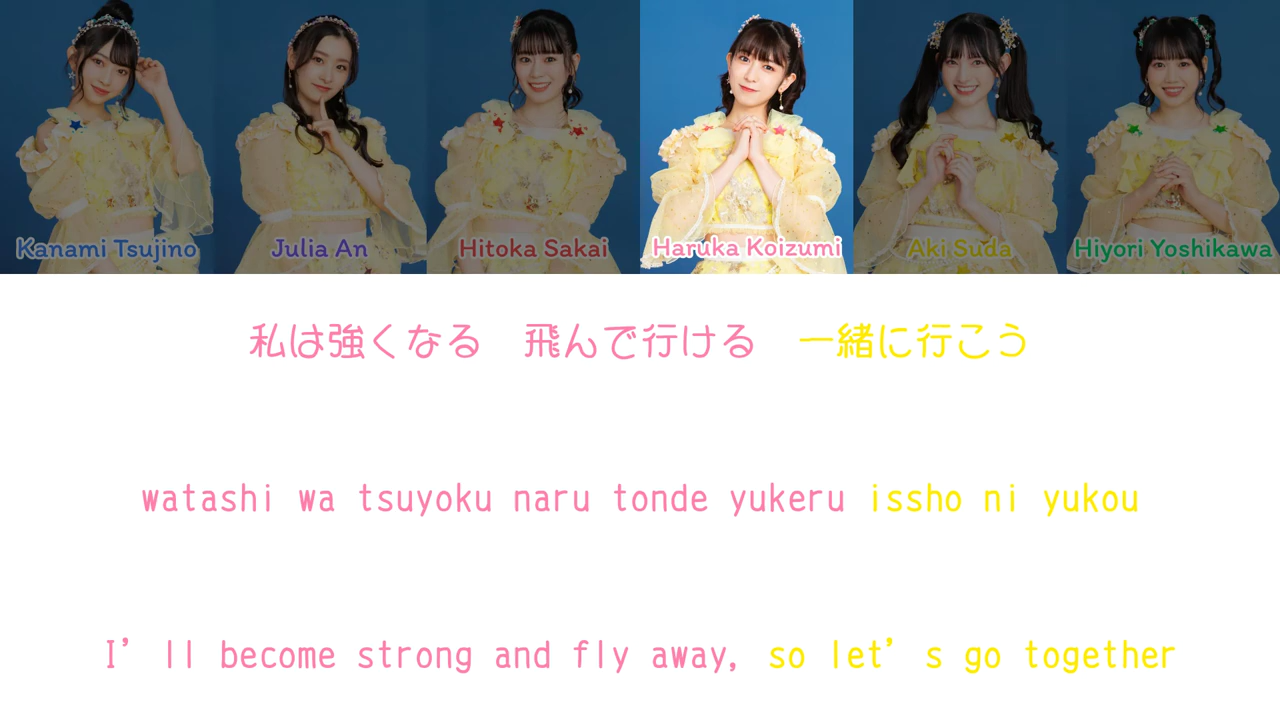 Kanami Tsujino Julia An Hitoka Sakai Haruka Koizumi Aki Suda Hiyori Yoshikawa
私は強くなる　飛んで行ける　一緒に行こう
watashi wa tsuyoku naru tonde yukeru issho ni yukou
I’ll become strong and fly away, so let’s go together